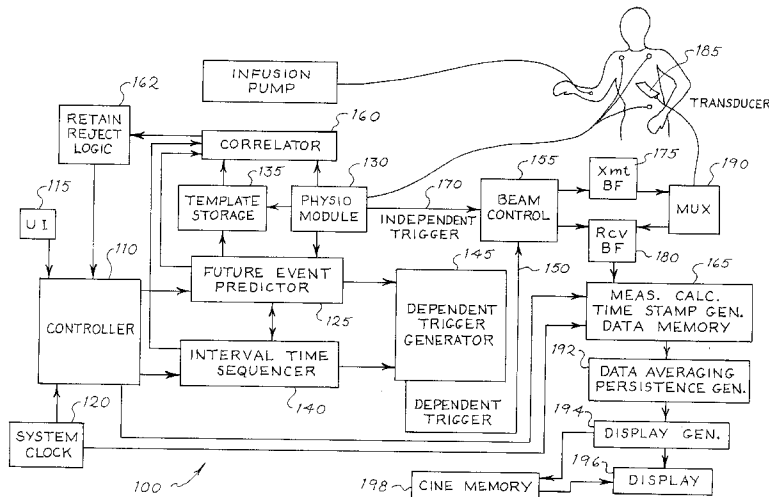 INFUSION PUMP
185
TRANSDUCER
162
RETAIN
REJECT
LOGIC
160
CORRELATOR
135
TEMPLATE
STORAGE
130
PHYSIO
MODULE
170
INDEPENDENT
TRIGGER
155
BEAM
CONTROL
175
Xmt
BF
190
MUX
Rcv
BF
180
115
UI
110
CONTROLLER
FUTURE EVENT
PREDICTOR
125
145
DEPENDENT
TRIGGER
GENERATOR
150
165
MEAS. CALC.
TIME STAMP GEN.
DATA MEMORY
INTERVAL TIME
SEQUENCER
140
DEPENDENT
TRIGGER
192
DATA AVERAGING
PERSISTENCE GEN.
120
SYSTEM
CLOCK
194
DISPLAY GEN.
100
198
CINE MEMORY
196
DISPLAY